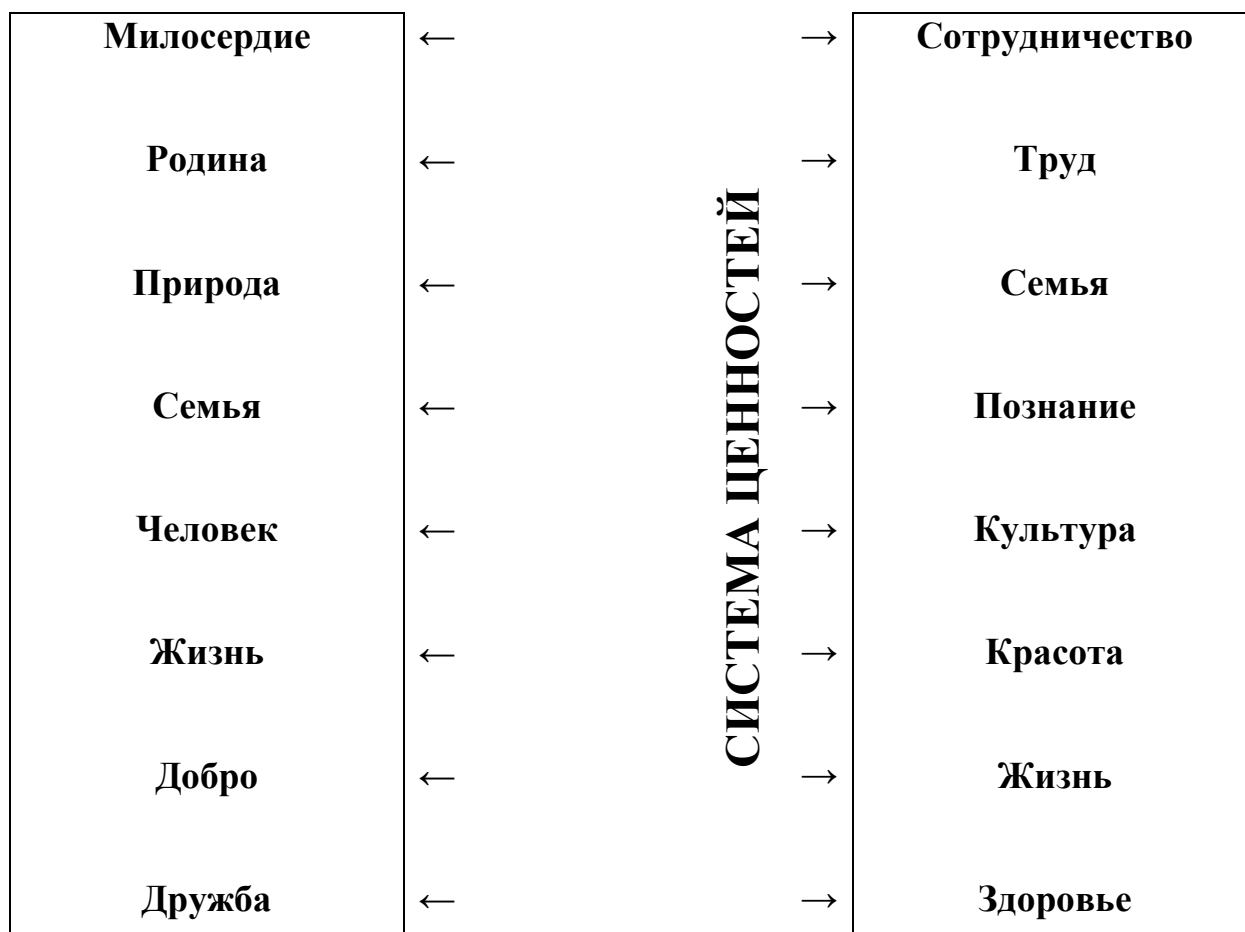 Милосердие ← → Сотрудничество
Родина ← → Труд
Природа ← → Семья
Семья ← → Познание
Человек ← → Культура
Жизнь ← → Красота
Добро ← → Жизнь
Дружба ← → Здоровье
СИСТЕМА ЦЕННОСТЕЙ